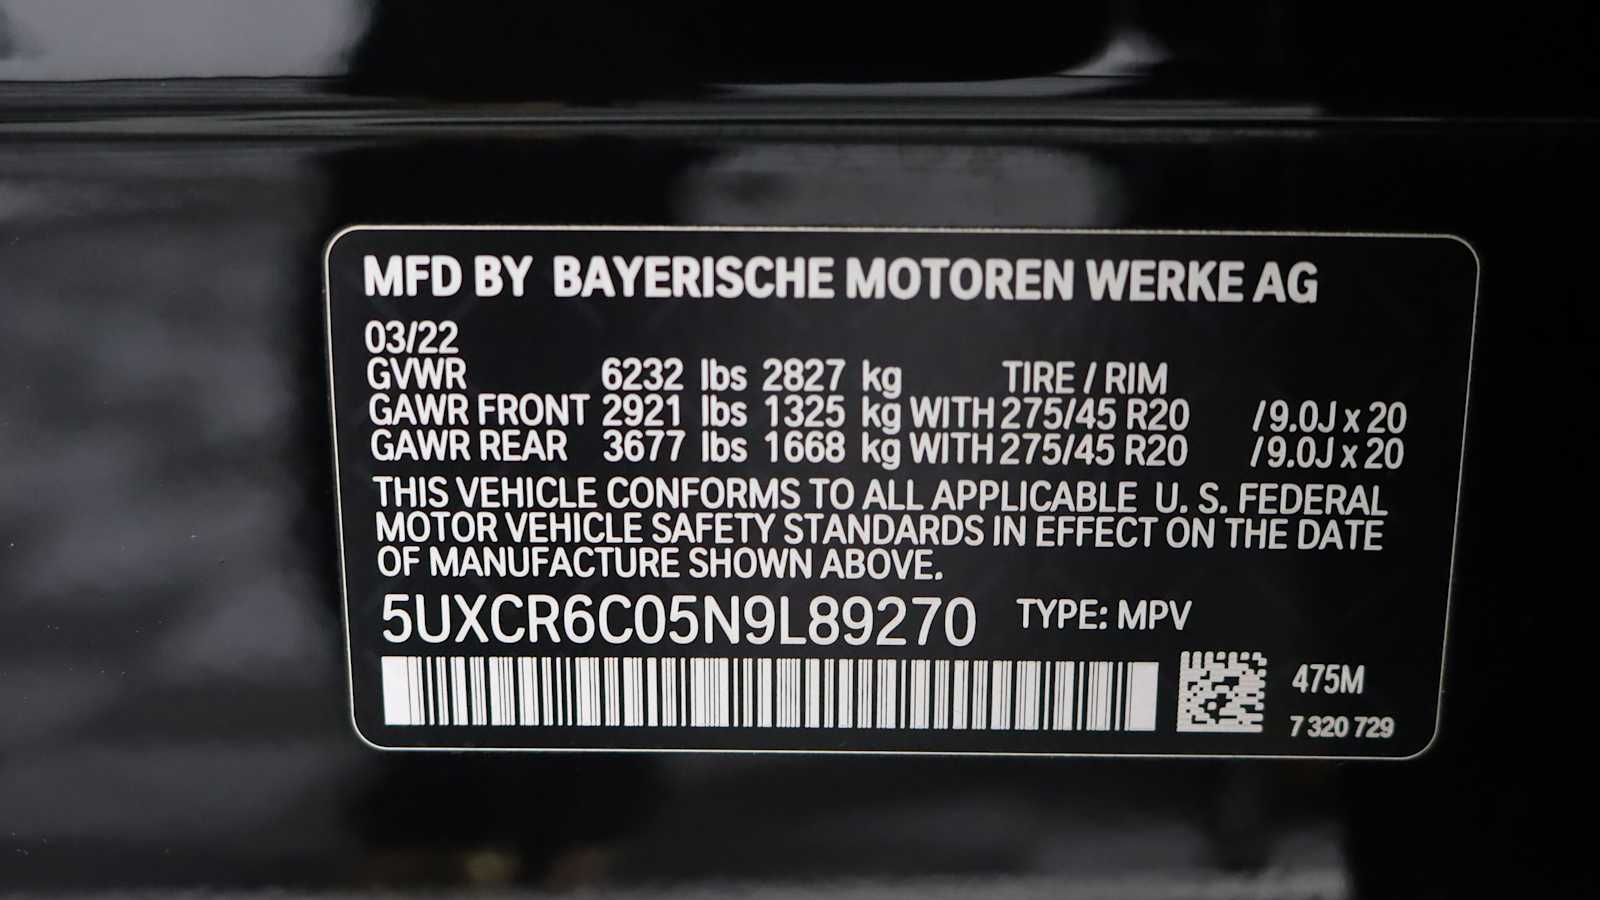 MFD BY BAYERISCHE MOTOREN WERKE AG
03/22
GVWR 6232 lbs 2827 kg TIRE / RIM
GAWR FRONT 2921 lbs 1325 kg WITH 275/45 R20 /9.0J x 20
GAWR REAR 3677 lbs 1668 kg WITH 275/45 R20 /9.0J x 20
THIS VEHICLE CONFORMS TO ALL APPLICABLE U. S. FEDERAL
MOTOR VEHICLE SAFETY STANDARDS IN EFFECT ON THE DATE
OF MANUFACTURE SHOWN ABOVE.
5UXCR6C05N9L89270 TYPE: MPV
475M
7 320 729